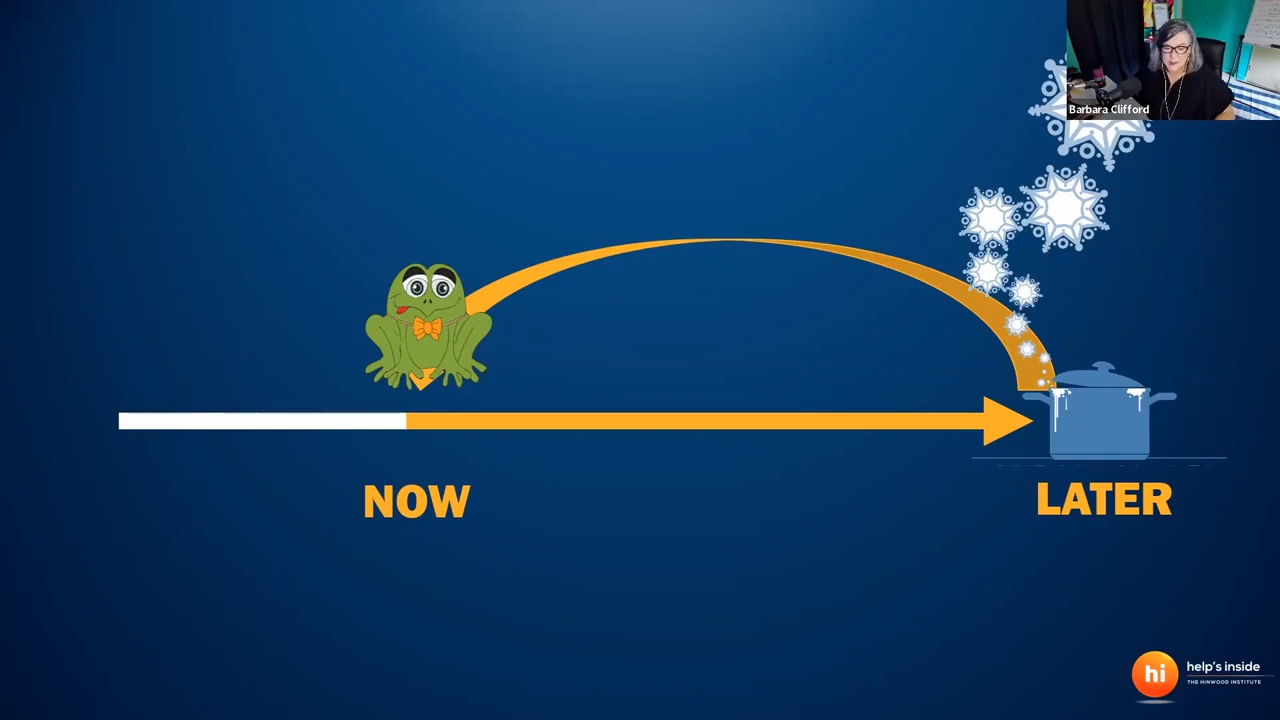 Barbara Clifford
NOW
LATER
hi
help's inside
THE HINWOOD INSTITUTE